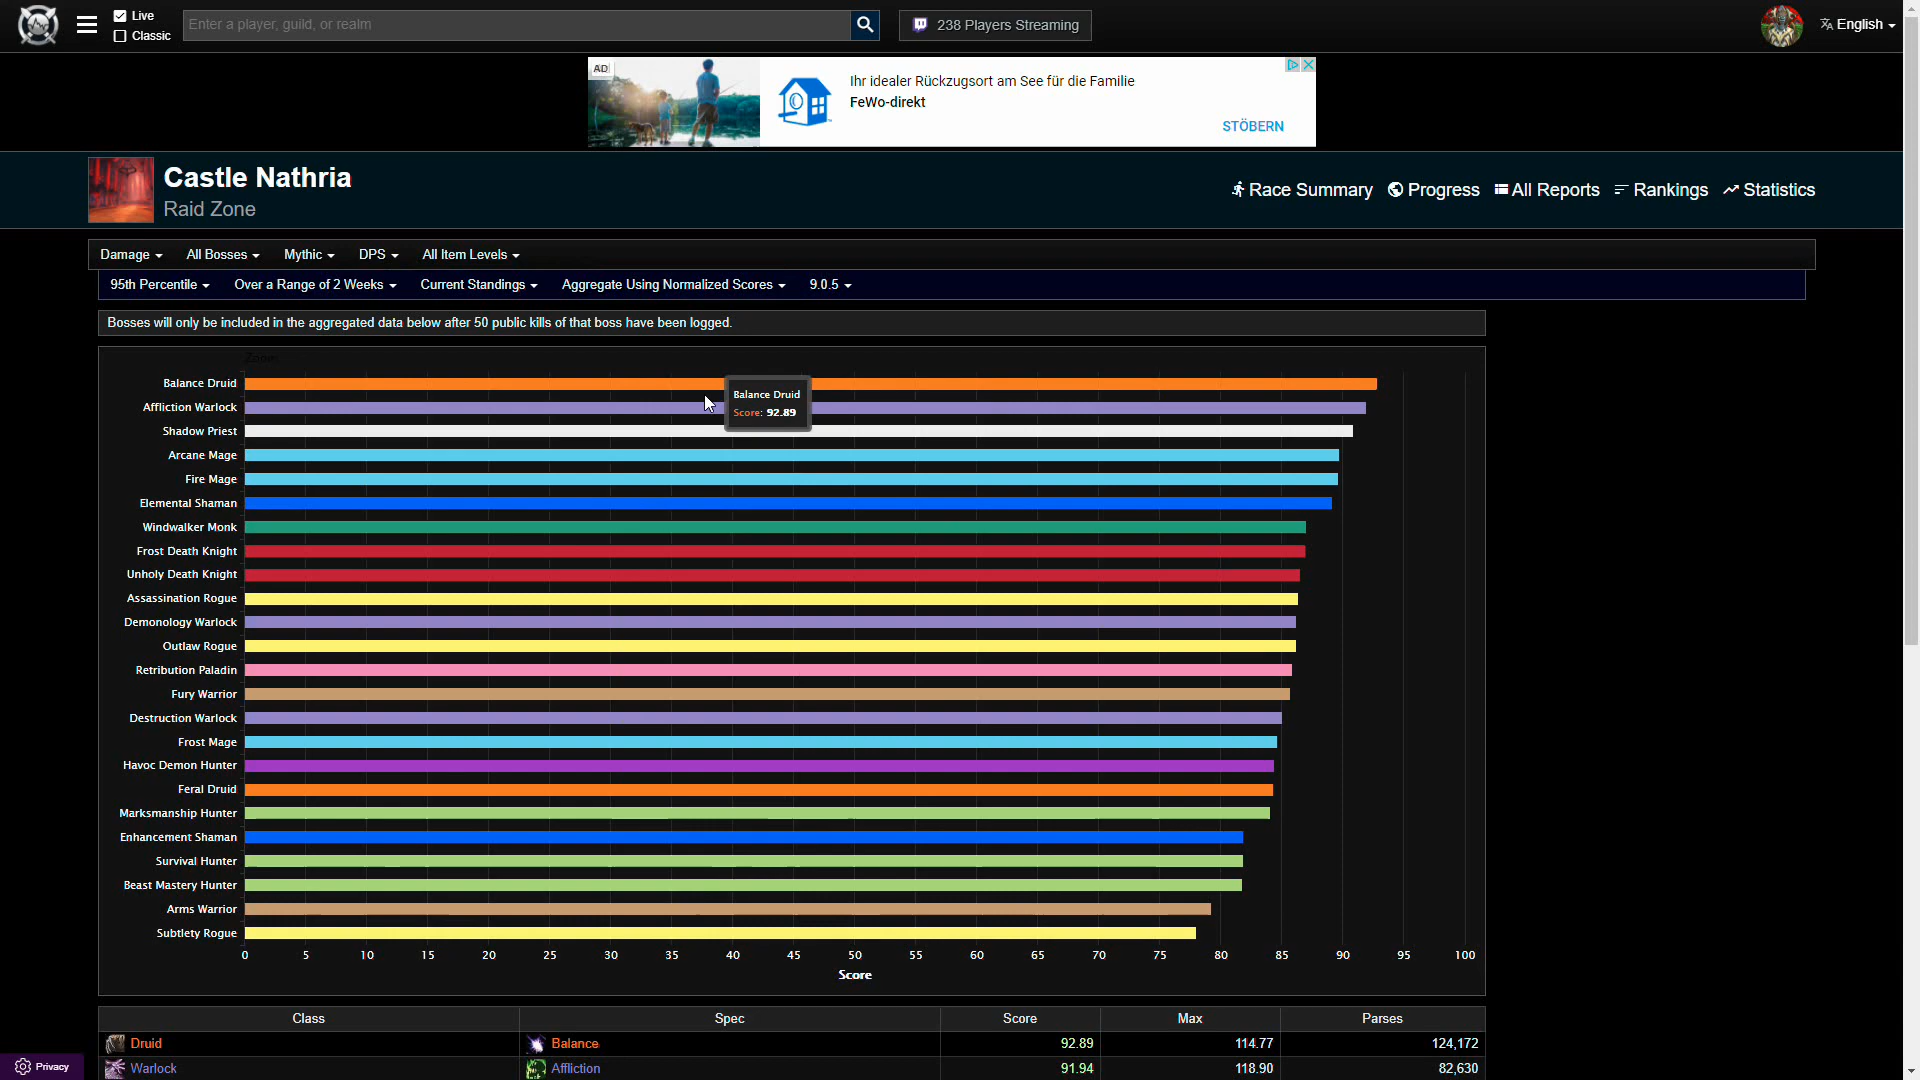 Live
Classic
Enter a player, guild, or realm
238 Players Streaming
English
AD
Ihr idealer Rückzugsort am See für die Familie
FeWo-direkt
STÖBERN
Castle Nathria
Raid Zone
Race Summary Progress All Reports Rankings Statistics
Damage All Bosses Mythic DPS All Item Levels
95th Percentile Over a Range of 2 Weeks Current Standings Aggregate Using Normalized Scores 9.0.5
Bosses will only be included in the aggregated data below after 50 public kills of that boss have been logged.
Zoom
Balance Druid
Balance Druid
Score: 92.89
Affliction Warlock
Shadow Priest
Arcane Mage
Fire Mage
Elemental Shaman
Windwalker Monk
Frost Death Knight
Unholy Death Knight
Assassination Rogue
Demonology Warlock
Outlaw Rogue
Retribution Paladin
Fury Warrior
Destruction Warlock
Frost Mage
Havoc Demon Hunter
Feral Druid
Marksmanship Hunter
Enhancement Shaman
Survival Hunter
Beast Mastery Hunter
Arms Warrior
Subtlety Rogue
0 5 10 15 20 25 30 35 40 45 50 55 60 65 70 75 80 85 90 95 100
Score
Class Spec Score Max Parses
Druid Balance 92.89 114.77 124,172
Warlock Affliction 91.94 118.90 82,630
Privacy